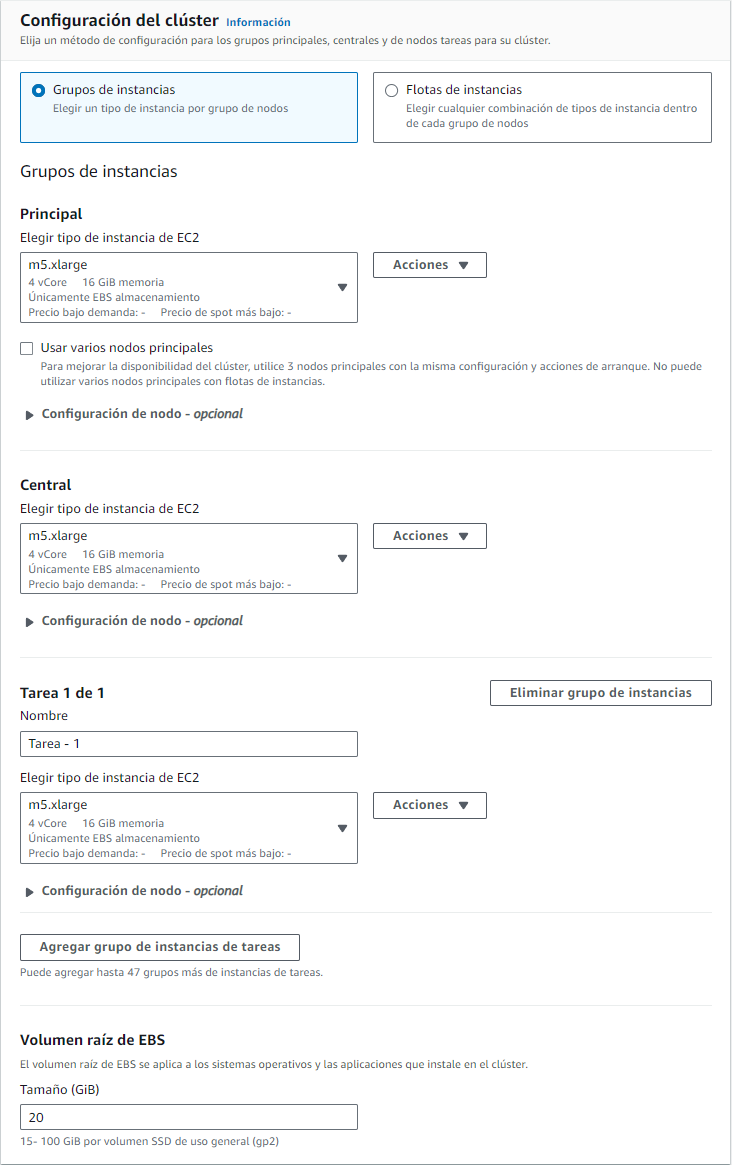 Configuración del clúster Información
Elija un método de configuración para los grupos principales, centrales y de nodos tareas para su clúster.
Grupos de instancias
Elegir un tipo de instancia por grupo de nodos
Flotas de instancias
Elegir cualquier combinación de tipos de instancia dentro
de cada grupo de nodos
Grupos de instancias
Principal
Elegir tipo de instancia de EC2
m5.xlarge
4 vCore 16 GiB memoria
Únicamente EBS almacenamiento
Precio bajo demanda: - Precio de spot más bajo: -
Acciones
Usar varios nodos principales
Para mejorar la disponibilidad del clúster, utilice 3 nodos principales con la misma configuración y acciones de arranque. No puede
utilizar varios nodos principales con flotas de instancias.
Configuración de nodo - opcional
Central
Elegir tipo de instancia de EC2
m5.xlarge
4 vCore 16 GiB memoria
Únicamente EBS almacenamiento
Precio bajo demanda: - Precio de spot más bajo: -
Acciones
Configuración de nodo - opcional
Tarea 1 de 1
Eliminar grupo de instancias
Nombre
Tarea - 1
Elegir tipo de instancia de EC2
m5.xlarge
4 vCore 16 GiB memoria
Únicamente EBS almacenamiento
Precio bajo demanda: - Precio de spot más bajo: -
Acciones
Configuración de nodo - opcional
Agregar grupo de instancias de tareas
Puede agregar hasta 47 grupos más de instancias de tareas.
Volumen raíz de EBS
El volumen raíz de EBS se aplica a los sistemas operativos y las aplicaciones que instale en el clúster.
Tamaño (GiB)
20
15- 100 GiB por volumen SSD de uso general (gp2)